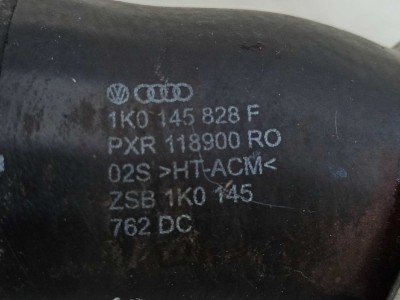 1K0 145 828 F
PXR 118900 RO
02S >HT-ACM<
ZSB 1K0 145
762 DC